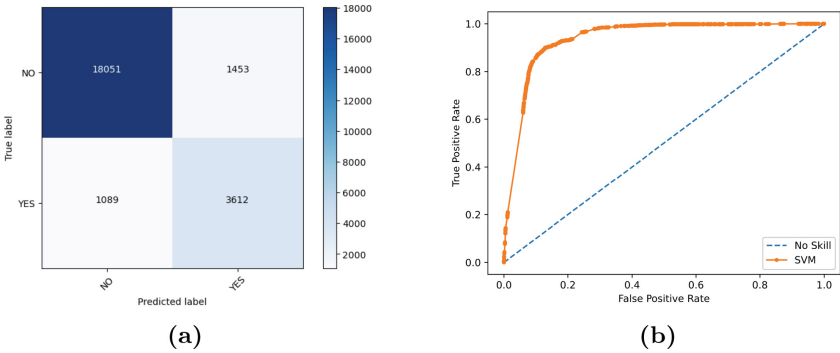 NO
YES
True label
18051
1453
1089
3612
NO
YES
Predicted label
18000
16000
14000
12000
10000
8000
6000
4000
2000
(a)
1.0
0.8
0.6
0.4
0.2
0.0
True Positive Rate
0.0
0.2
0.4
0.6
0.8
1.0
False Positive Rate
No Skill
SVM
(b)